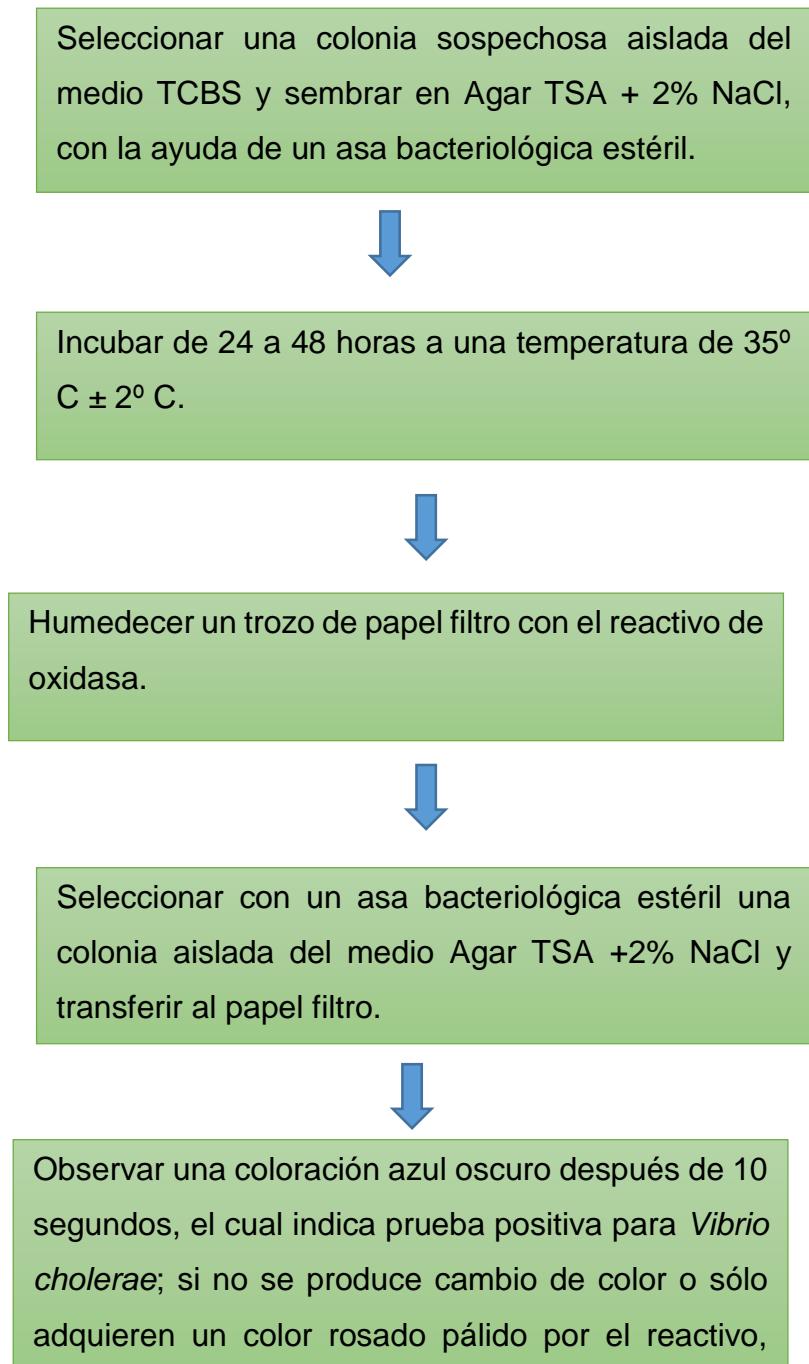 Seleccionar una colonia sospechosa aislada del
medio TCBS y sembrar en Agar TSA + 2% NaCl,
con la ayuda de un asa bacteriológica estéril.
Incubar de 24 a 48 horas a una temperatura de 35º
C ± 2º C.
Humedecer un trozo de papel filtro con el reactivo de
oxidasa.
Seleccionar con un asa bacteriológica estéril una
colonia aislada del medio Agar TSA +2% NaCl y
transferir al papel filtro.
Observar una coloración azul oscuro después de 10
segundos, el cual indica prueba positiva para Vibrio
cholerae; si no se produce cambio de color o sólo
adquieren un color rosado pálido por el reactivo,